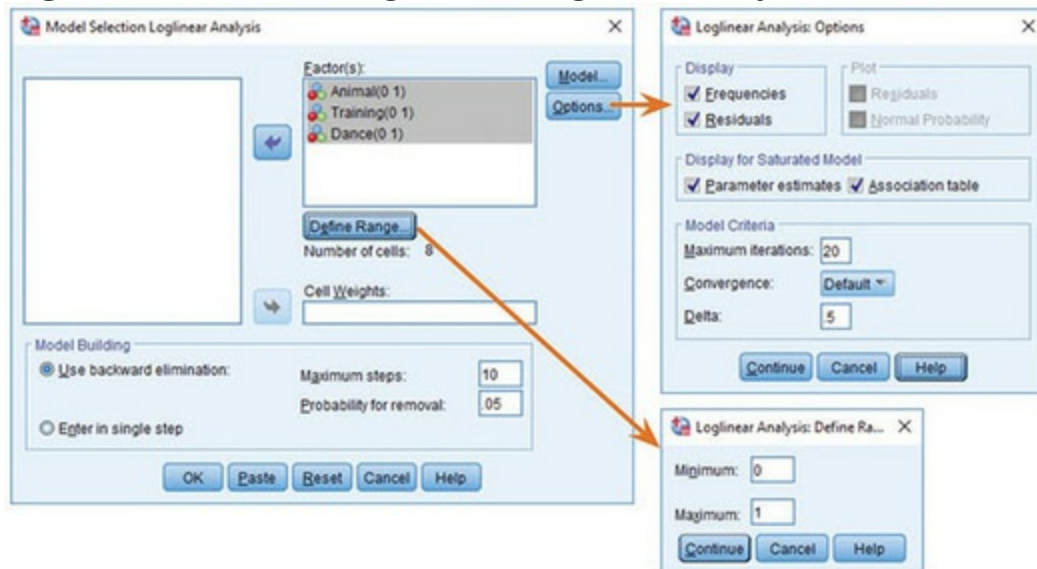 Model Selection Loglinear Analysis
Factor(s):
Animal(0 1)
Training(0 1)
Dance(0 1)
Model...
Options...
Define Range...
Number of cells: 8
Cell Weights:
Model Building
Use backward elimination:
Maximum steps: 10
Probability for removal: .05
Enter in single step
OK Paste Reset Cancel Help
Loglinear Analysis: Options
Display
Frequencies
Residuals
Plot
Residuals
Normal Probability
Display for Saturated Model
Parameter estimates Association table
Model Criteria
Maximum iterations: 20
Convergence: Default
Delta: .5
Continue Cancel Help
Loglinear Analysis: Define Ra...
Minimum: 0
Maximum: 1
Continue Cancel Help